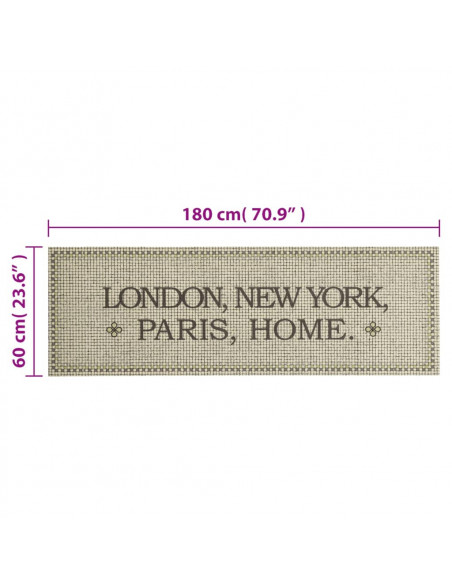 180 cm( 70.9″ )
60 cm( 23.6″ )
LONDON, NEW YORK,
PARIS, HOME.